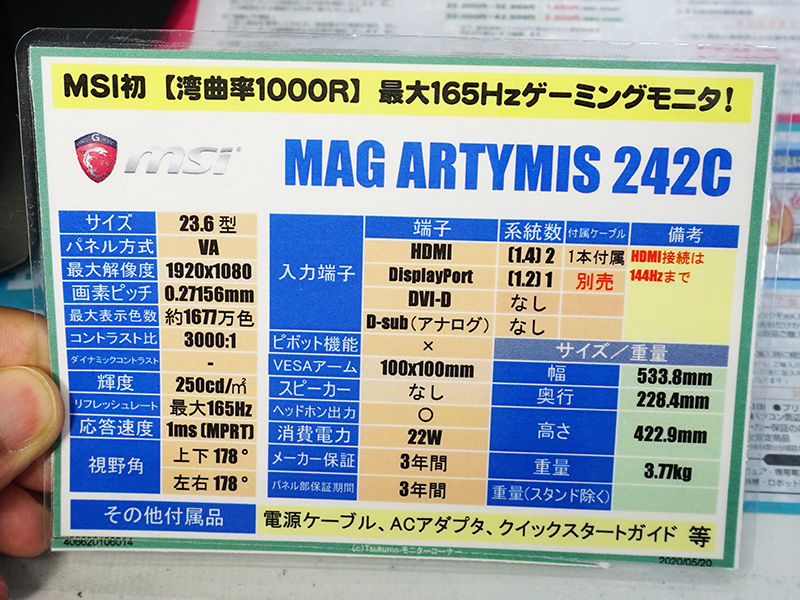 MSI初【湾曲率1000R】最大165Hzゲーミングモニタ!
msi
MAG ARTYMIS 242C
サイズ 23.6 型
パネル方式 VA
最大解像度 1920x1080
画素ピッチ 0.27156mm
最大表示色数 約1677万色
コントラスト比 3000:1
ダイナミックコントラスト -
輝度 250cd/㎡
リフレッシュレート 最大165Hz
応答速度 1ms (MPRT)
視野角 上下 178°
左右 178°
入力端子 端子 系統数 付属ケーブル 備考
HDMI (1.4) 2 1本付属 HDMI接続は
144Hzまで
DisplayPort (1.2) 1 別売
DVI-D なし
D-sub(アナログ) なし
ピボット機能 ×
VESAアーム 100x100mm
スピーカー なし
ヘッドホン出力 ○
消費電力 22W
メーカー保証 3年間
パネル部保証期間 3年間
サイズ/重量
幅 533.8mm
奥行 228.4mm
高さ 422.9mm
重量 3.77kg
重量(スタンド除く)
その他付属品 電源ケーブル、ACアダプタ、クイックスタートガイド 等
406620106014
(c)Tsukumo モニターコーナー
2020/05/20